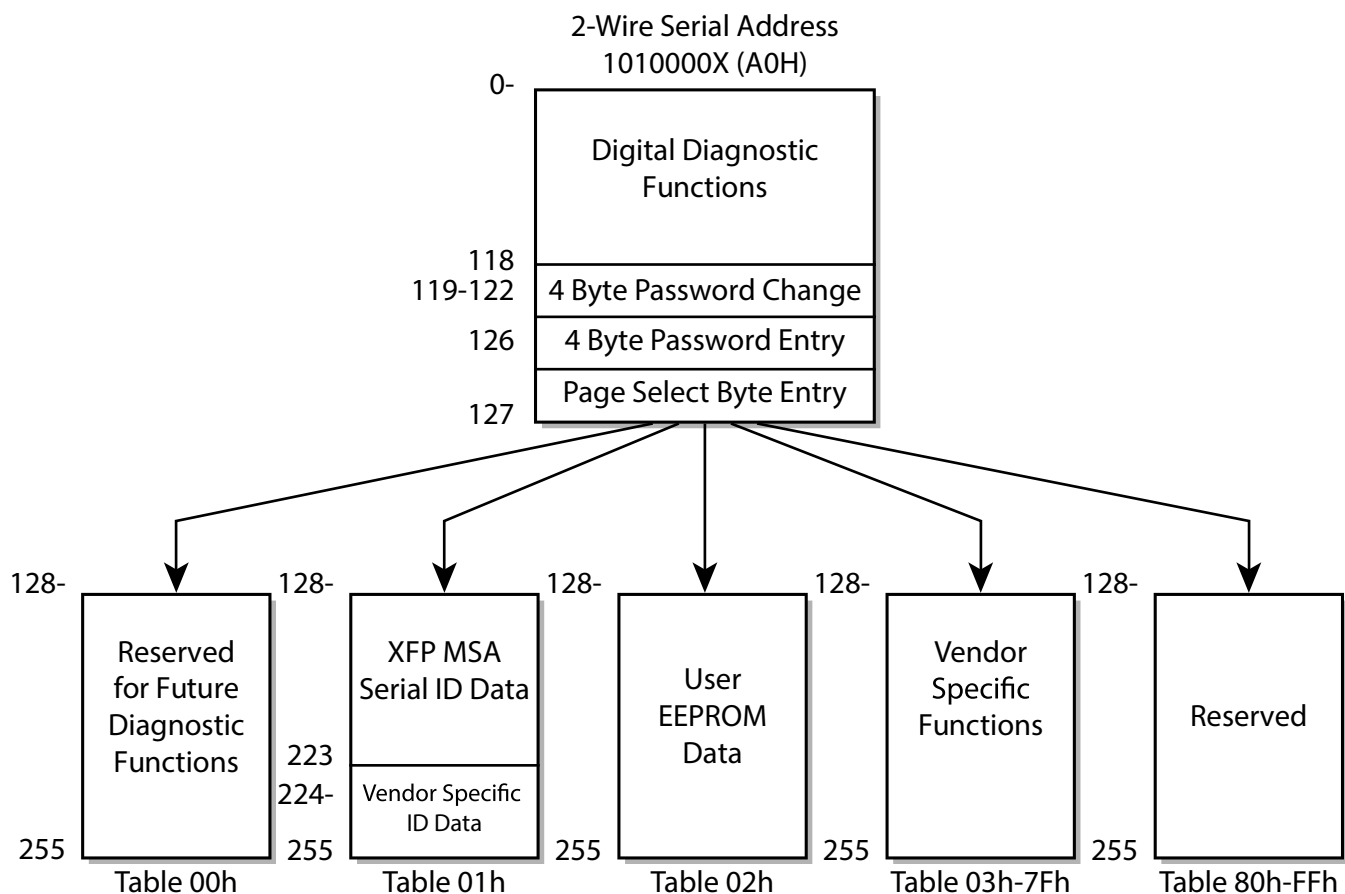 2-Wire Serial Address
1010000X (A0H)
0-
Digital Diagnostic
Functions
118
119-122
4 Byte Password Change
126
4 Byte Password Entry
Page Select Byte Entry
127
128-
Reserved
for Future
Diagnostic
Functions
255
Table 00h
128-
XFP MSA
Serial ID Data
223
224-
Vendor Specific
ID Data
255
Table 01h
128-
User
EEPROM
Data
255
Table 02h
128-
Vendor
Specific
Functions
255
Table 03h-7Fh
128-
Reserved
255
Table 80h-FFh